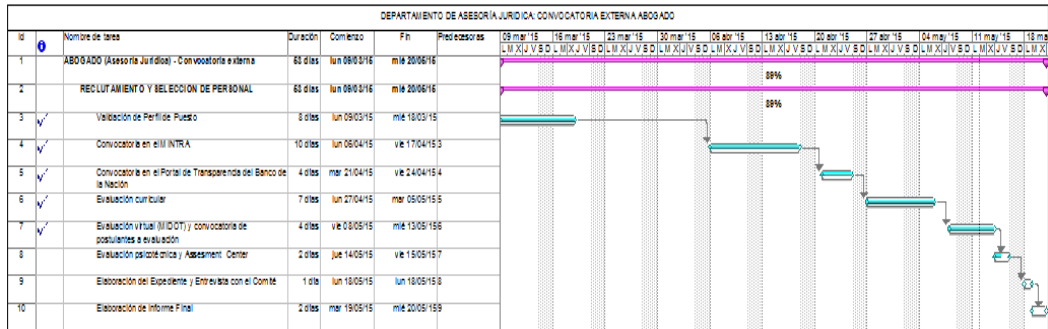 DEPARTAMENTO DE ASESORÍA JURIDICA: CONVOCATORIA EXTERNA ABOGADO
Id Nombre de tarea Duración Comienzo Fin Predecesoras 09 mar '15 16 mar '15 23 mar '15 30 mar '15 06 abr '15 13 abr '15 20 abr '15 27 abr '15 04 may '15 11 may '15 18 ma
L M X J V S D L M X J V S D L M X J V S D L M X J V S D L M X J V S D L M X J V S D L M X J V S D L M X J V S D L M X J V S D L M X J V S D L M X
1 ABOGADO (Asesoría Jurídica) - Convocatoria externa 53 días lun 09/03/15 mié 20/05/15
89%
2 RECLUTAMIENTO Y SELECCIÓN DE PERSONAL 53 días lun 09/03/15 mié 20/05/15
89%
3 Validación de Perfil de Puesto 8 días lun 09/03/15 mié 18/03/15
4 Convocatoria en el MINTRA 10 días lun 06/04/15 vie 17/04/15 3
5 Convocatoria en el Portal de Transparencia del Banco de la Nación 4 días mar 21/04/15 vie 24/04/15 4
6 Evaluación curricular 7 días lun 27/04/15 mar 05/05/15 5
7 Evaluación virtual (MIDOT) y convocatoria de postulantes a evaluación 4 días vie 08/05/15 mié 13/05/15 6
8 Evaluación psicotécnica y Assesment Center 2 días jue 14/05/15 vie 15/05/15 7
9 Elaboración del Expediente y Entrevista con el Comité 1 día lun 18/05/15 lun 18/05/15 8
10 Elaboración de Informe Final 2 días mar 19/05/15 mié 20/05/15 9